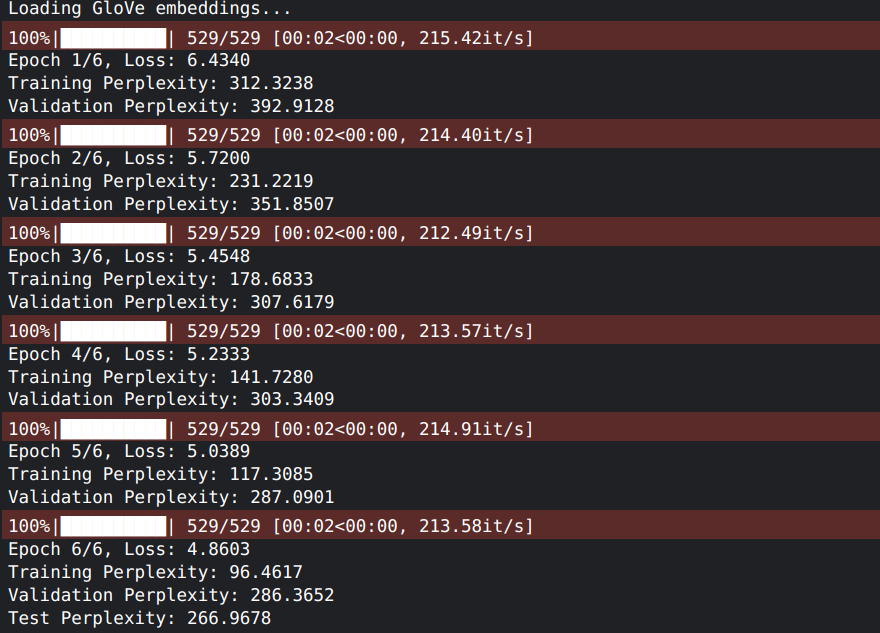 Loading GloVe embeddings...
100%|██████████| 529/529 [00:02<00:00, 215.42it/s]
Epoch 1/6, Loss: 6.4340
Training Perplexity: 312.3238
Validation Perplexity: 392.9128
100%|██████████| 529/529 [00:02<00:00, 214.40it/s]
Epoch 2/6, Loss: 5.7200
Training Perplexity: 231.2219
Validation Perplexity: 351.8507
100%|██████████| 529/529 [00:02<00:00, 212.49it/s]
Epoch 3/6, Loss: 5.4548
Training Perplexity: 178.6833
Validation Perplexity: 307.6179
100%|██████████| 529/529 [00:02<00:00, 213.57it/s]
Epoch 4/6, Loss: 5.2333
Training Perplexity: 141.7280
Validation Perplexity: 303.3409
100%|██████████| 529/529 [00:02<00:00, 214.91it/s]
Epoch 5/6, Loss: 5.0389
Training Perplexity: 117.3085
Validation Perplexity: 287.0901
100%|██████████| 529/529 [00:02<00:00, 213.58it/s]
Epoch 6/6, Loss: 4.8603
Training Perplexity: 96.4617
Validation Perplexity: 286.3652
Test Perplexity: 266.9678